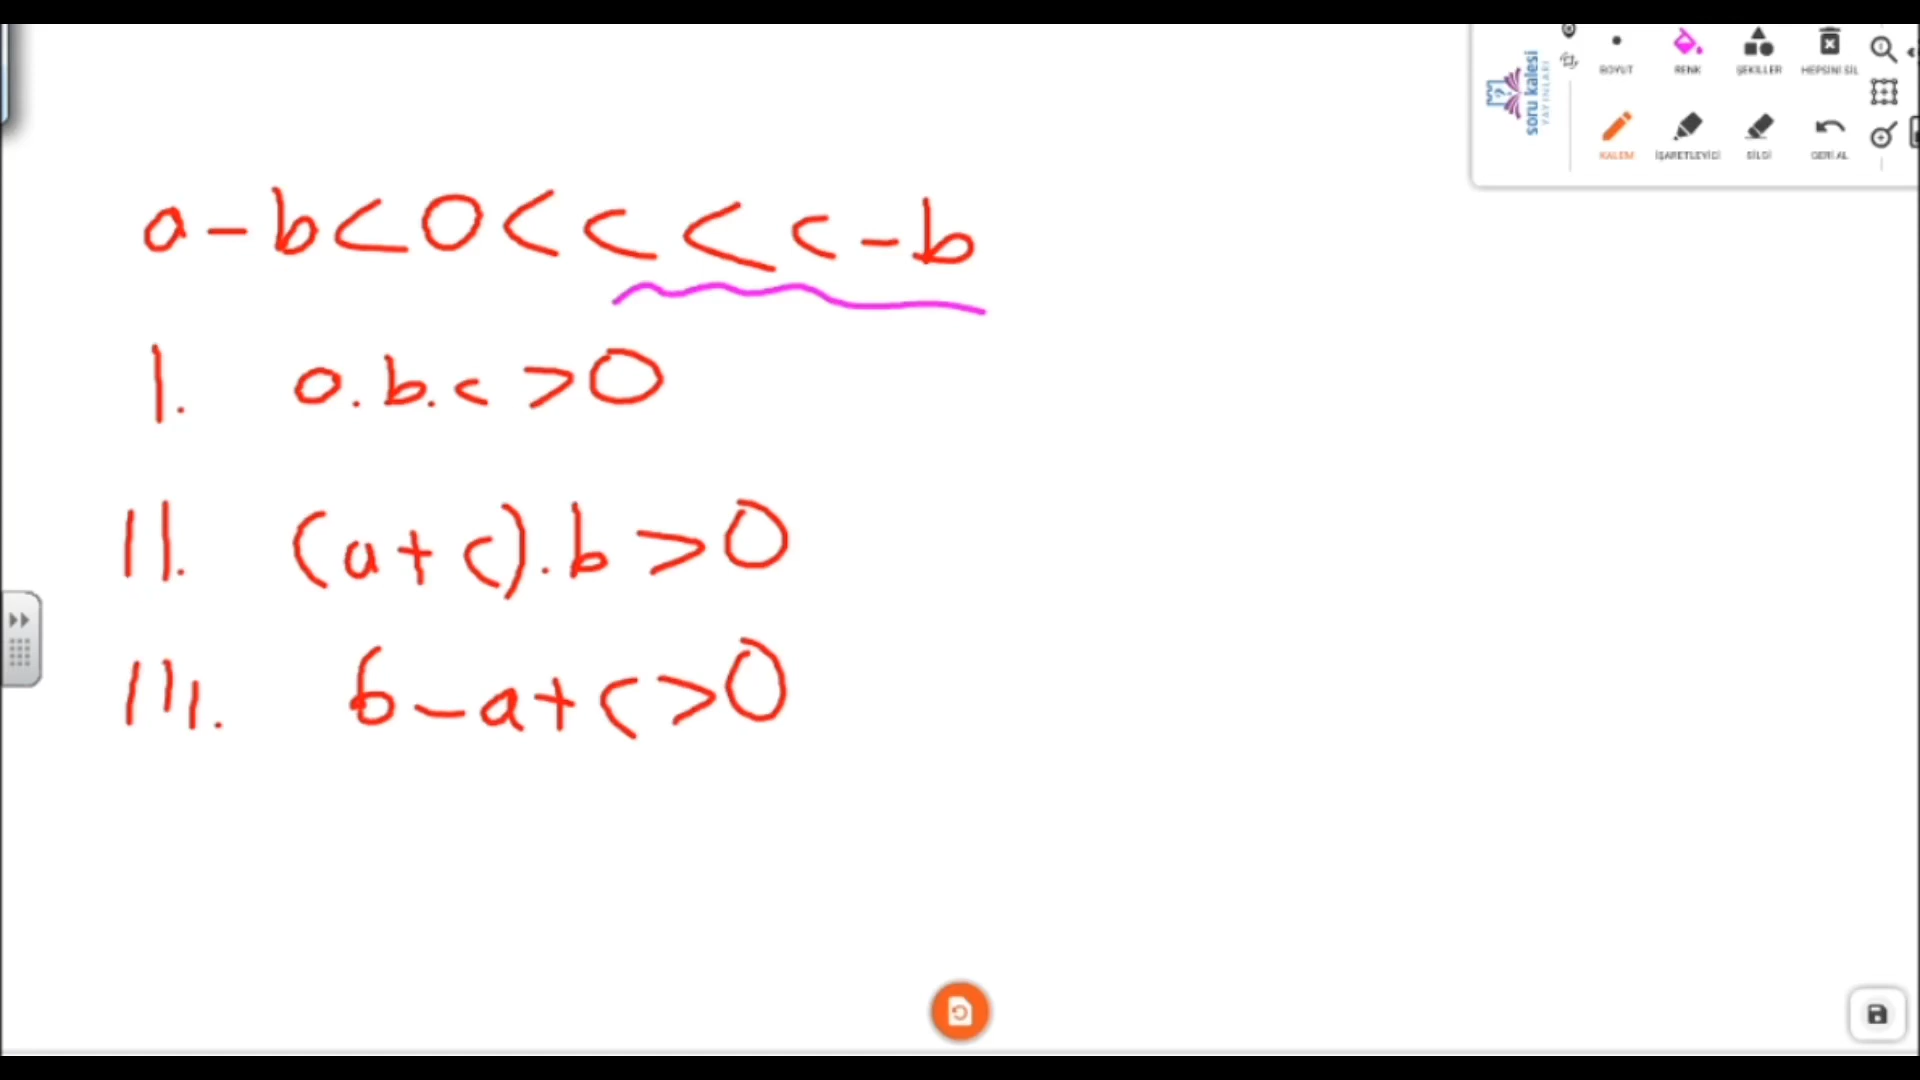 soru kalesi
YAYINLARI
BOYUT RENK ŞEKİLLER HEPSİNİ SİL
KALEM İŞARETLEYİCİ SİLGİ GERİ AL
a-b<0<c<c-b
I. a.b.c>0
II. (a+c).b>0
III. b-a+c>0